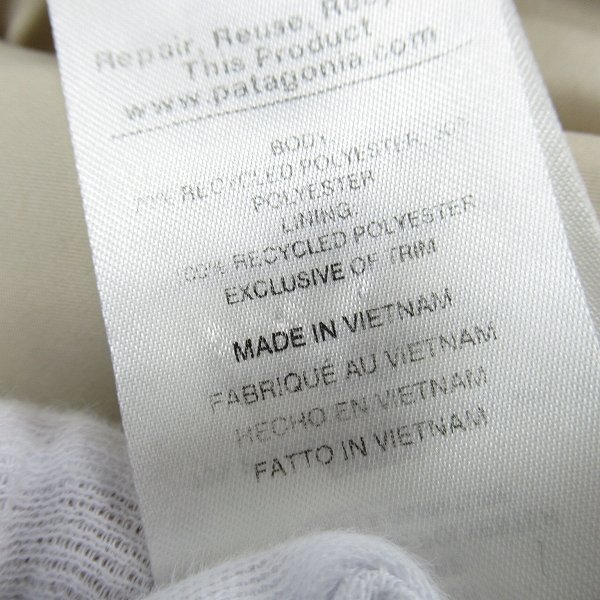 Repair, Reuse,
This Product
www.patagonia.com
BODY:
RECYCLED POLYESTER,
POLYESTER
LINING:
100% RECYCLED POLYESTER
EXCLUSIVE OF TRIM
MADE IN VIETNAM
FABRIQUÉ AU VIETNAM
HECHO EN VIETNAM
FATTO IN VIETNAM